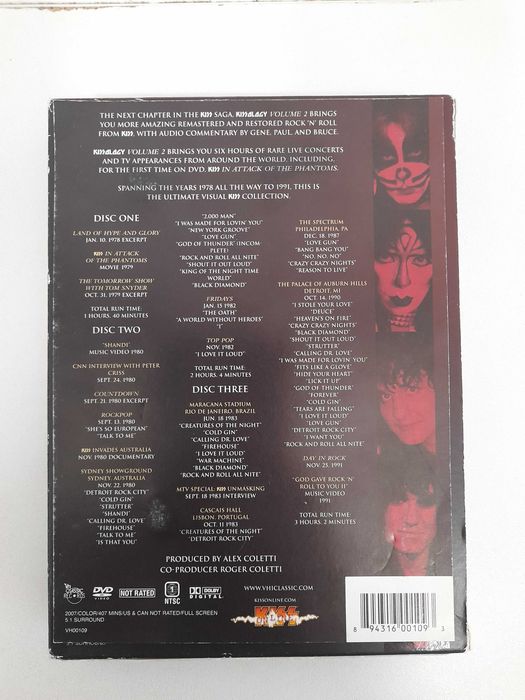 THE NEXT CHAPTER IN THE KISS SAGA. KISSOLOGY VOLUME 2 BRINGS
YOU MORE AMAZING REMASTERED AND RESTORED ROCK 'N' ROLL
FROM KISS, WITH AUDIO COMMENTARY BY GENE, PAUL, AND BRUCE.
KISSOLOGY VOLUME 2 BRINGS YOU SIX HOURS OF RARE LIVE CONCERTS
AND TV APPEARANCES FROM AROUND THE WORLD, INCLUDING,
FOR THE FIRST TIME ON DVD, KISS IN ATTACK OF THE PHANTOMS.
SPANNING THE YEARS 1978 ALL THE WAY TO 1991, THIS IS
THE ULTIMATE VISUAL KISS COLLECTION.
DISC ONE
LAND OF HYPE AND GLORY
JAN. 10, 1978 EXCERPT
KISS IN ATTACK
OF THE PHANTOMS
MOVIE 1979
THE TOMORROW SHOW
WITH TOM SNYDER
OCT. 31, 1979 EXCERPT
TOTAL RUN TIME:
1 HOURS, 40 MINUTES
DISC TWO
"SHANDI"
MUSIC VIDEO 1980
CNN INTERVIEW WITH PETER
CRISS
SEPT. 24, 1980
COUNTDOWN
SEPT. 21, 1980 EXCERPT
ROCKPOP
SEPT. 13, 1980
"SHE'S SO EUROPEAN"
"TALK TO ME"
KISS INVADES AUSTRALIA
NOV. 1980 DOCUMENTARY
SYDNEY SHOWGROUND
SYDNEY, AUSTRALIA
NOV. 22, 1980
"DETROIT ROCK CITY"
"COLD GIN"
"STRUTTER"
"SHANDI"
"CALLING DR. LOVE"
"FIREHOUSE"
"TALK TO ME"
"IS THAT YOU"
"2,000 MAN"
"I WAS MADE FOR LOVIN' YOU"
"NEW YORK GROOVE"
"LOVE GUN"
"GOD OF THUNDER" (INCOM
PLETE)
"ROCK AND ROLL ALL NITE"
"SHOUT IT OUT LOUD"
"KING OF THE NIGHT TIME
WORLD"
"BLACK DIAMOND"
FRIDAYS
JAN. 15 1982
"THE OATH"
"A WORLD WITHOUT HEROES"
"I"
TOP POP
NOV. 1982
"I LOVE IT LOUD"
TOTAL RUN TIME:
2 HOURS, 4 MINUTES
DISC THREE
MARACANA STADIUM
RIO DE JANEIRO, BRAZIL
JUN. 18 1983
"CREATURES OF THE NIGHT"
"COLD GIN"
"CALLING DR. LOVE"
"FIREHOUSE"
"I LOVE IT LOUD"
"WAR MACHINE"
"BLACK DIAMOND"
"ROCK AND ROLL ALL NITE"
MTV SPECIAL: KISS UNMASKING
SEPT. 18 1983 INTERVIEW
CASCAIS HALL
LISBON, PORTUGAL
OCT. 11 1983
"CREATURES OF THE NIGHT"
"DETROIT ROCK CITY"
THE SPECTRUM
PHILADELPHIA, PA
DEC. 18, 1987
"LOVE GUN"
"BANG BANG YOU"
"NO, NO, NO"
"CRAZY CRAZY NIGHTS"
"REASON TO LIVE"
THE PALACE OF AUBURN HILLS
DETROIT, MI
OCT. 14, 1990
"I STOLE YOUR LOVE"
"DEUCE"
"HEAVEN'S ON FIRE"
"CRAZY CRAZY NIGHTS"
"BLACK DIAMOND"
"SHOUT IT OUT LOUD"
"STRUTTER"
"CALLING DR. LOVE"
"I WAS MADE FOR LOVIN' YOU"
"FITS LIKE A GLOVE"
"HIDE YOUR HEART"
"LICK IT UP"
"GOD OF THUNDER"
"FOREVER"
"COLD GIN"
"TEARS ARE FALLING"
"I LOVE IT LOUD"
"LOVE GUN"
"DETROIT ROCK CITY"
"I WANT YOU"
"ROCK AND ROLL ALL NITE"
DAY IN ROCK
NOV. 25, 1991
"GOD GAVE ROCK 'N'
ROLL TO YOU II"
MUSIC VIDEO
1991
TOTAL RUN TIME:
3 HOURS, 2 MINUTES
PRODUCED BY ALEX COLETTI
CO-PRODUCER ROGER COLETTI
WWW.VH1CLASSIC.COM
KISSONLINE.COM
KISS
ONLINE
VH1 CLASSIC
RECORDS
DVD
VIDEO
NOT RATED
1
NTSC
DOLBY
DIGITAL
2007/COLOR/407 MINS/US & CAN NOT RATED/FULL SCREEN
5.1 SURROUND
VH00109
8 94316 00109 3